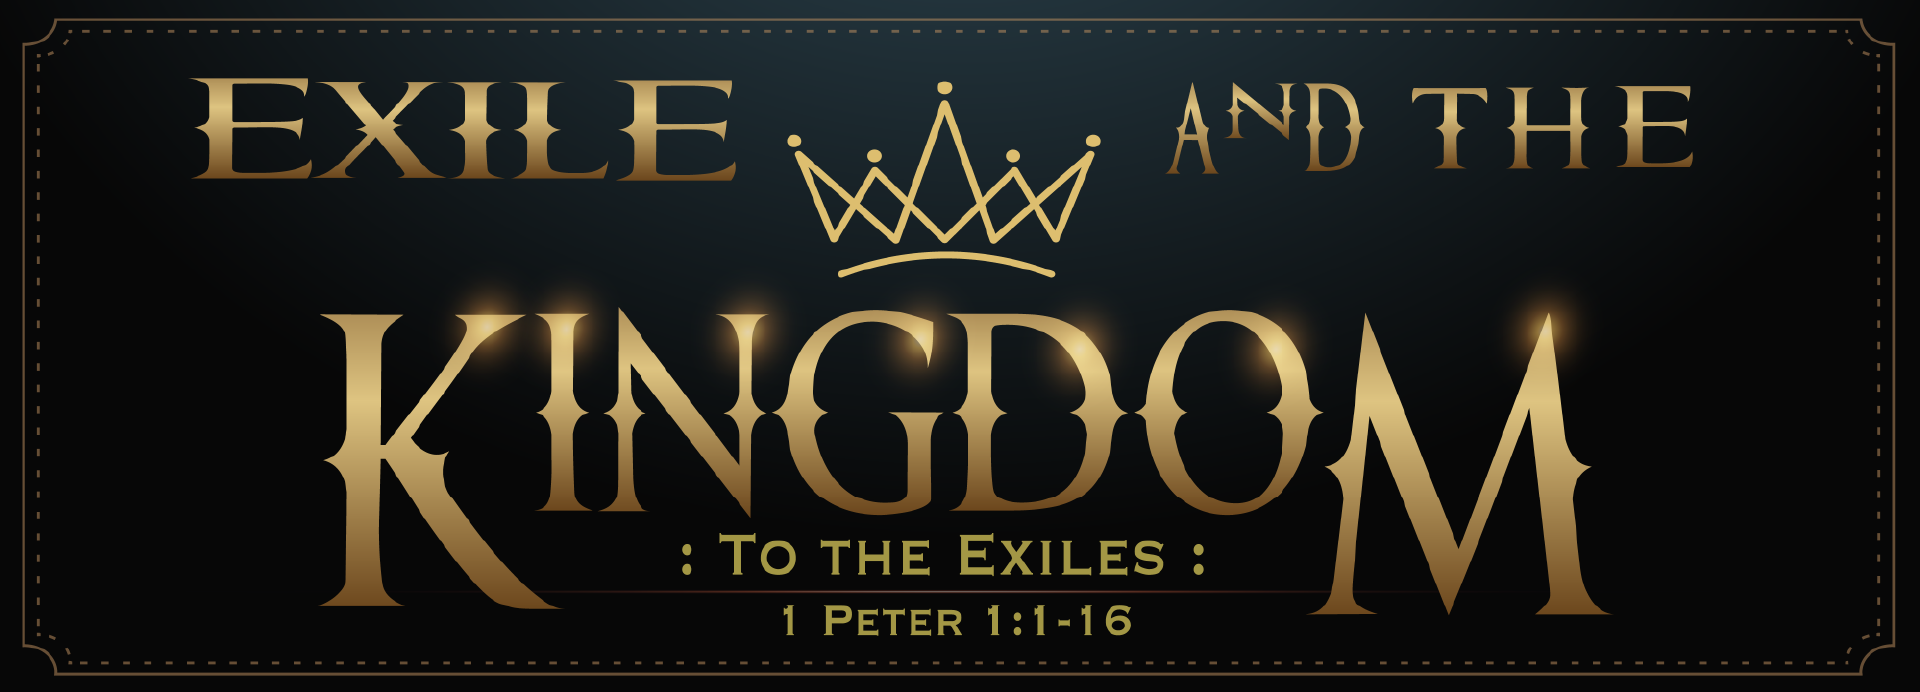 EXILE AND THE
KINGDOM
: TO THE EXILES :
1 PETER 1:1-16